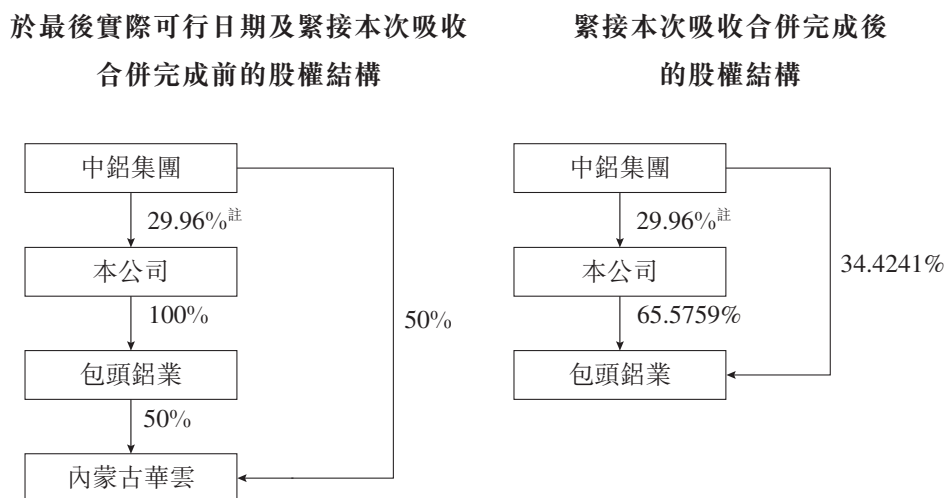 於最後實際可行日期及緊接本次吸收
合併完成前的股權結構
中鋁集團
29.96%註
本公司
100%
50%
包頭鋁業
50%
內蒙古華雲
緊接本次吸收合併完成後
的股權結構
中鋁集團
29.96%註
34.4241%
本公司
65.5759%
包頭鋁業